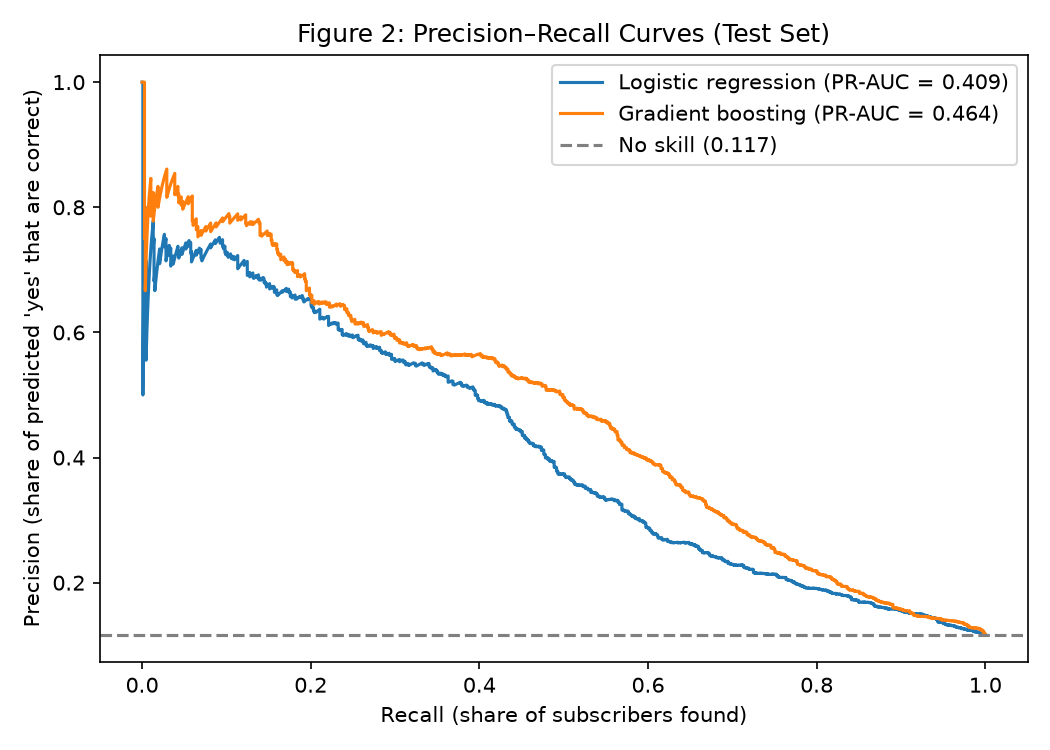 Figure 2: Precision–Recall Curves (Test Set)
Logistic regression (PR-AUC = 0.409)
Gradient boosting (PR-AUC = 0.464)
No skill (0.117)
Precision (share of predicted 'yes' that are correct)
1.0
0.8
0.6
0.4
0.2
0.0 0.2 0.4 0.6 0.8 1.0
Recall (share of subscribers found)